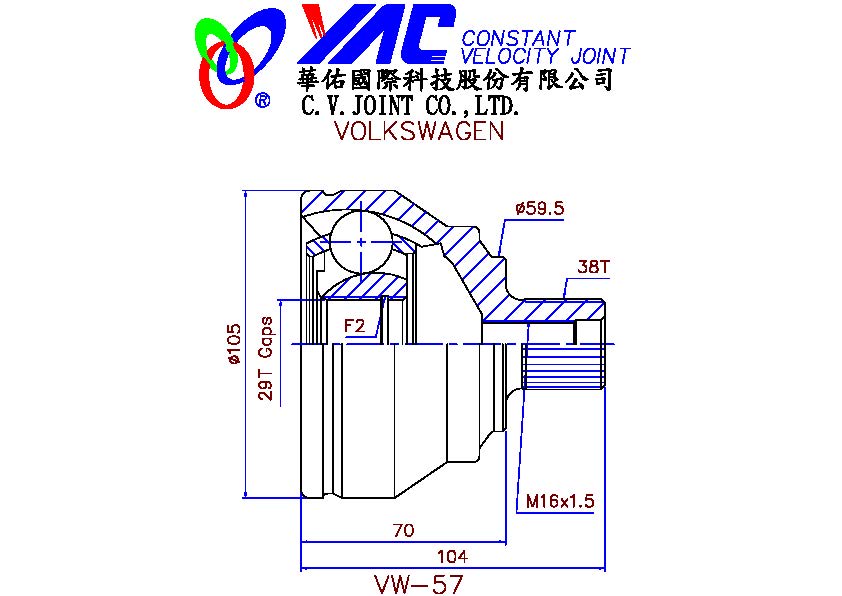 YAC CONSTANT
VELOCITY JOINT
®
華佑國際科技股份有限公司
C.V.JOINT CO.,LTD.
VOLKSWAGEN
ø59.5
38T
F2
ø105
29T Gaps
M16x1.5
70
104
VW-57